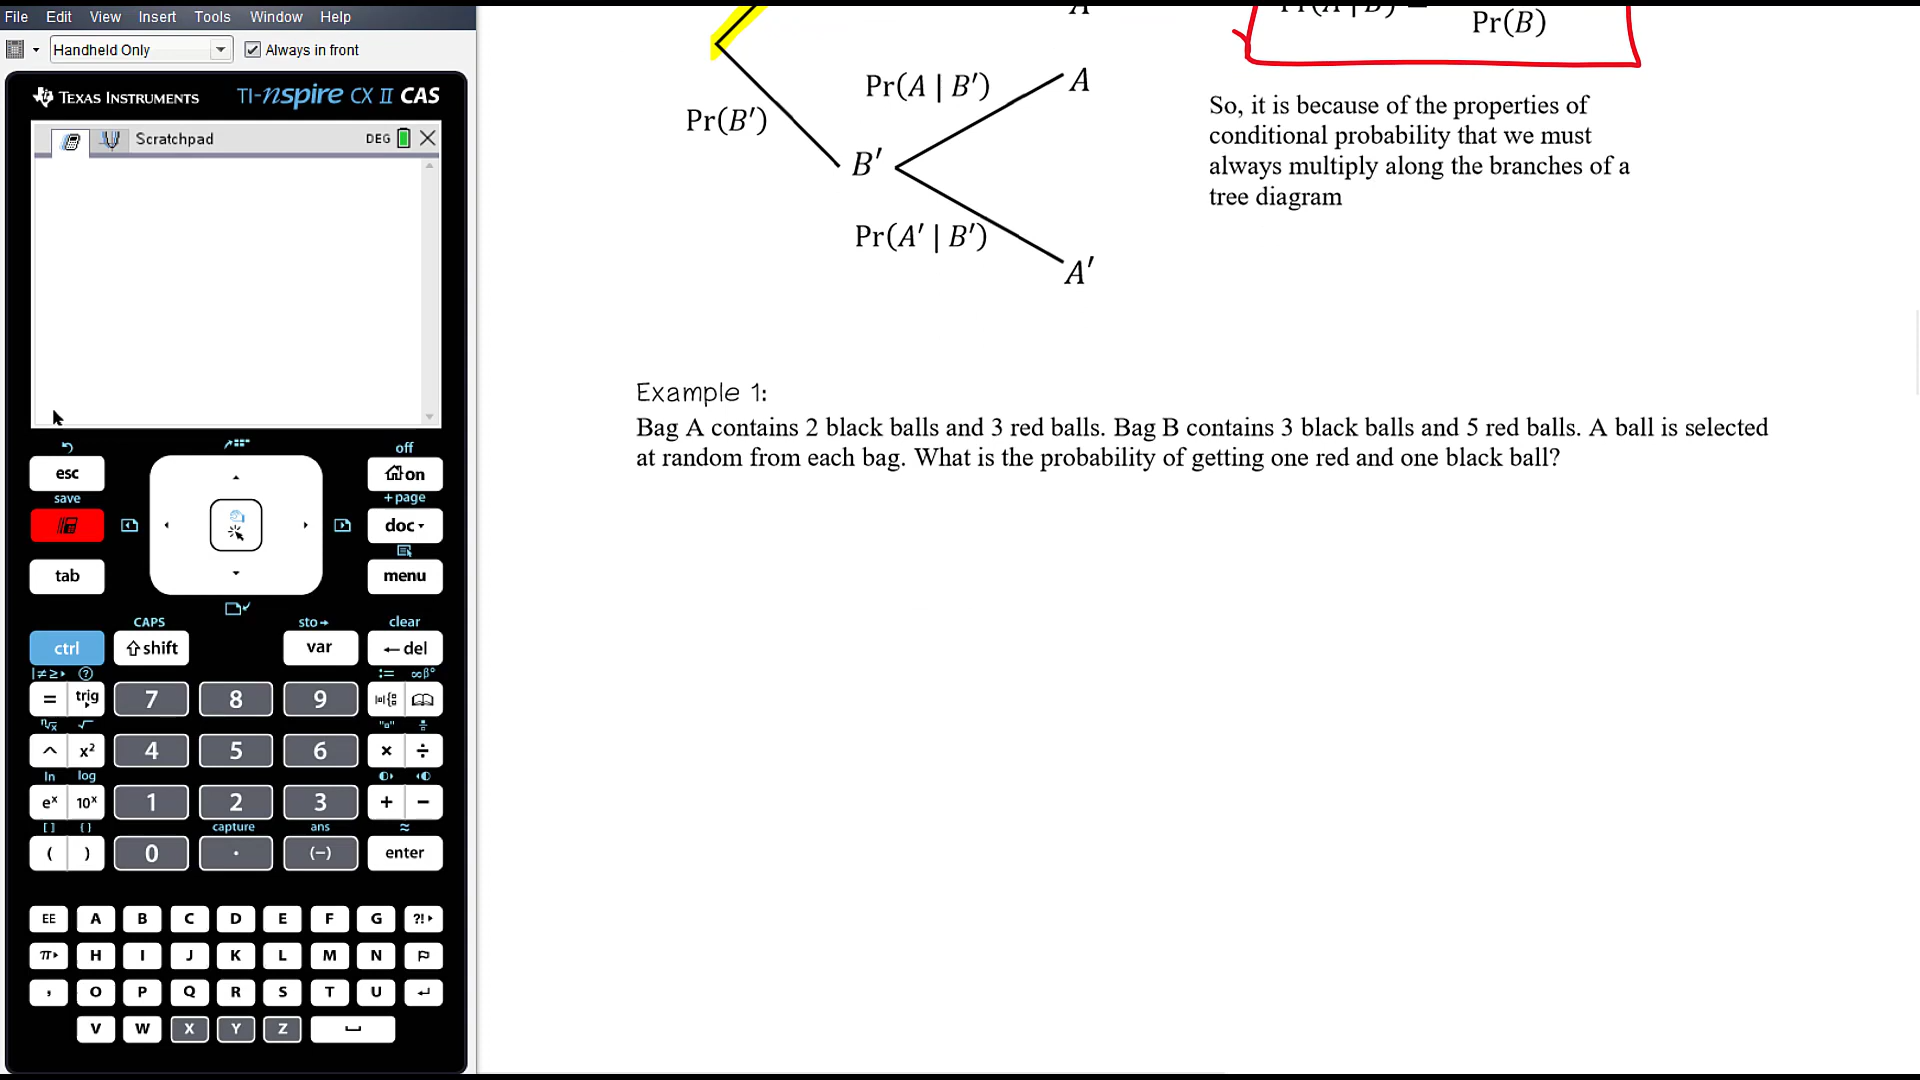 File Edit View Insert Tools Window Help
Handheld Only
Always in front
TEXAS INSTRUMENTS TI-nspire CX II CAS
Scratchpad DEG
off
esc on
save + page
doc
tab menu
CAPS sto→ clear
ctrl ⇧shift var ←del
|≠≥▸ ? := ∞β°
= trig 7 8 9
ⁿ√x √ "▫" ÷
^ x² 4 5 6 × ÷
ln log
eˣ 10ˣ 1 2 3 + −
[ ] { } capture ans ≈
( ) 0 . (−) enter
EE A B C D E F G ?!▸
π▸ H I J K L M N
, O P Q R S T U ↵
V W X Y Z
Pr(B)
Pr(A | B′) A
Pr(B′)
B′
Pr(A′ | B′)
A′
So, it is because of the properties of
conditional probability that we must
always multiply along the branches of a
tree diagram
Example 1:
Bag A contains 2 black balls and 3 red balls. Bag B contains 3 black balls and 5 red balls. A ball is selected
at random from each bag. What is the probability of getting one red and one black ball?